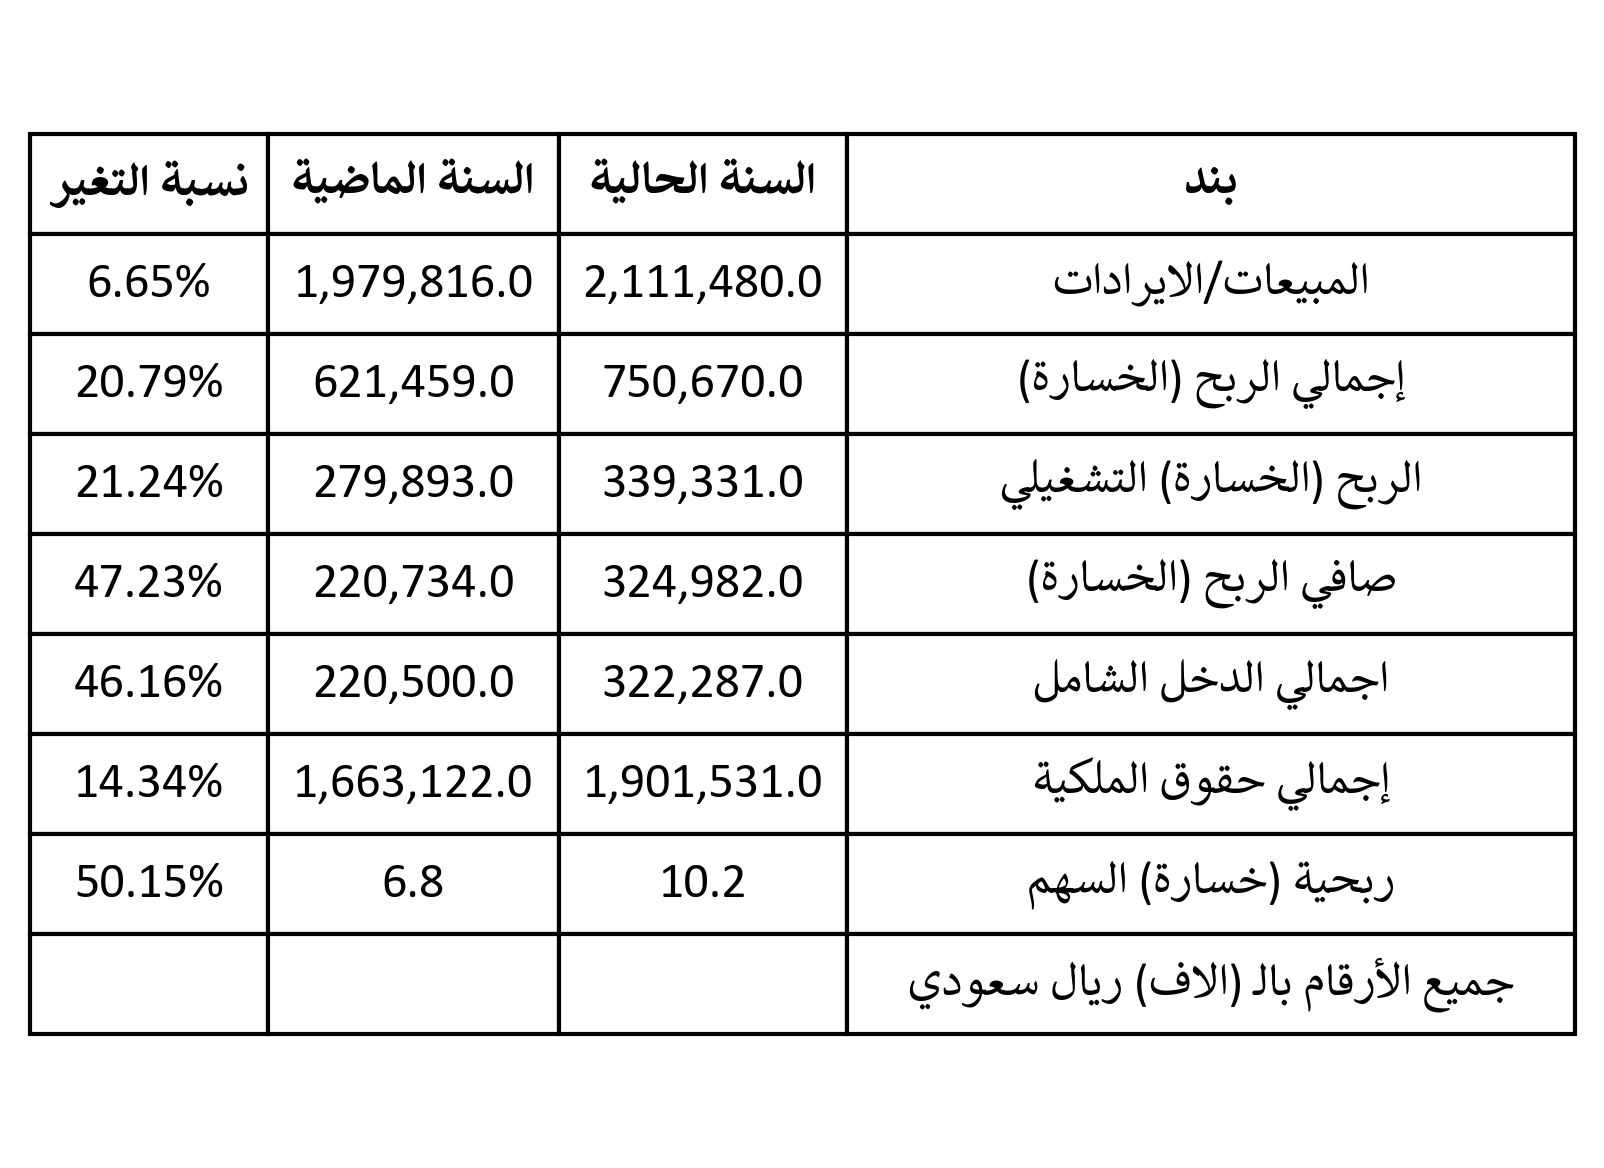 بند السنة الحالية السنة الماضية نسبة التغير
المبيعات/الايرادات 2,111,480.0 1,979,816.0 6.65%
إجمالي الربح (الخسارة) 750,670.0 621,459.0 20.79%
الربح (الخسارة) التشغيلي 339,331.0 279,893.0 21.24%
صافي الربح (الخسارة) 324,982.0 220,734.0 47.23%
اجمالي الدخل الشامل 322,287.0 220,500.0 46.16%
إجمالي حقوق الملكية 1,901,531.0 1,663,122.0 14.34%
ربحية (خسارة) السهم 10.2 6.8 50.15%
جميع الأرقام بالـ (الاف) ريال سعودي